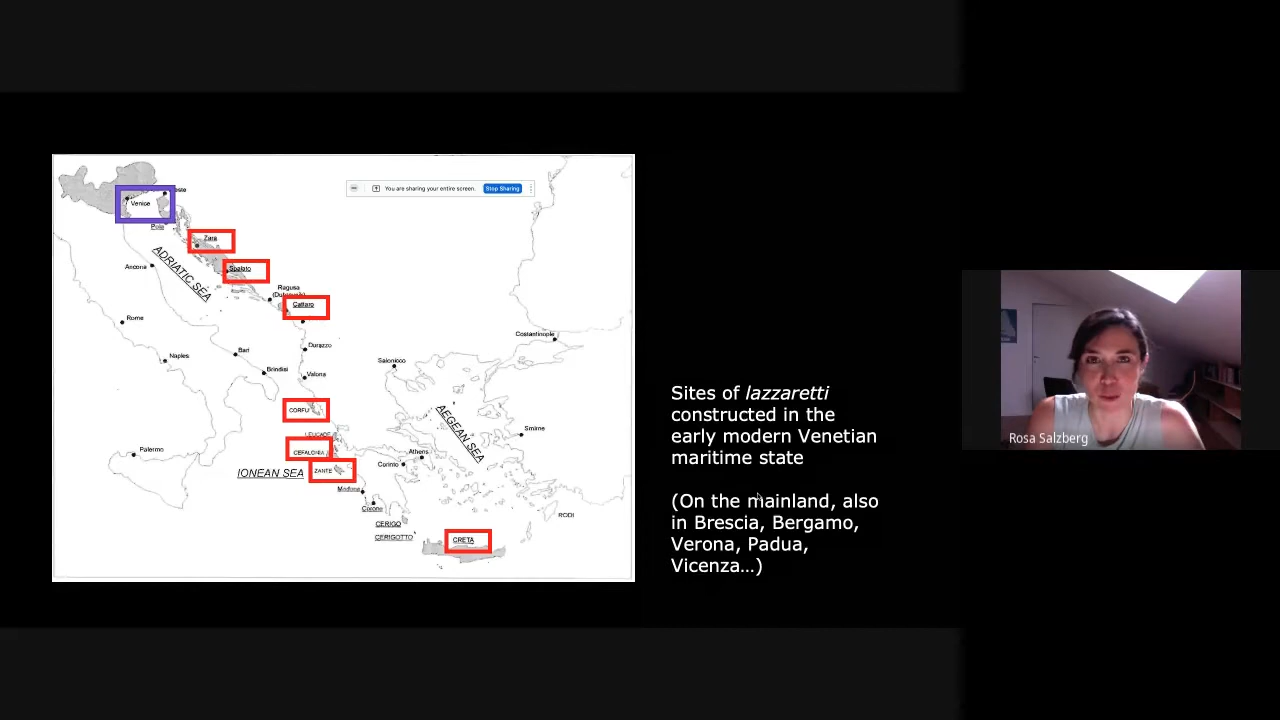 You are sharing your entire screen.
Stop Sharing
Venice
Pola
Zara
ADRIATIC SEA
Spalato
Ancona
Ragusa
Cattaro
Rome
Durazzo
Costantinople
Naples
Bari
Salonicco
Brindisi
Valona
CORFU
AEGEAN SEA
Smirne
LEUCADE
Palermo
CEFALONIA
Athens
Corinto
IONEAN SEA
ZANTE
Modone
Corone
RODI
CERIGO
CERIGOTTO
CRETA
Sites of lazzaretti
constructed in the
early modern Venetian
maritime state
(On the mainland, also
in Brescia, Bergamo,
Verona, Padua,
Vicenza…)
Rosa Salzberg